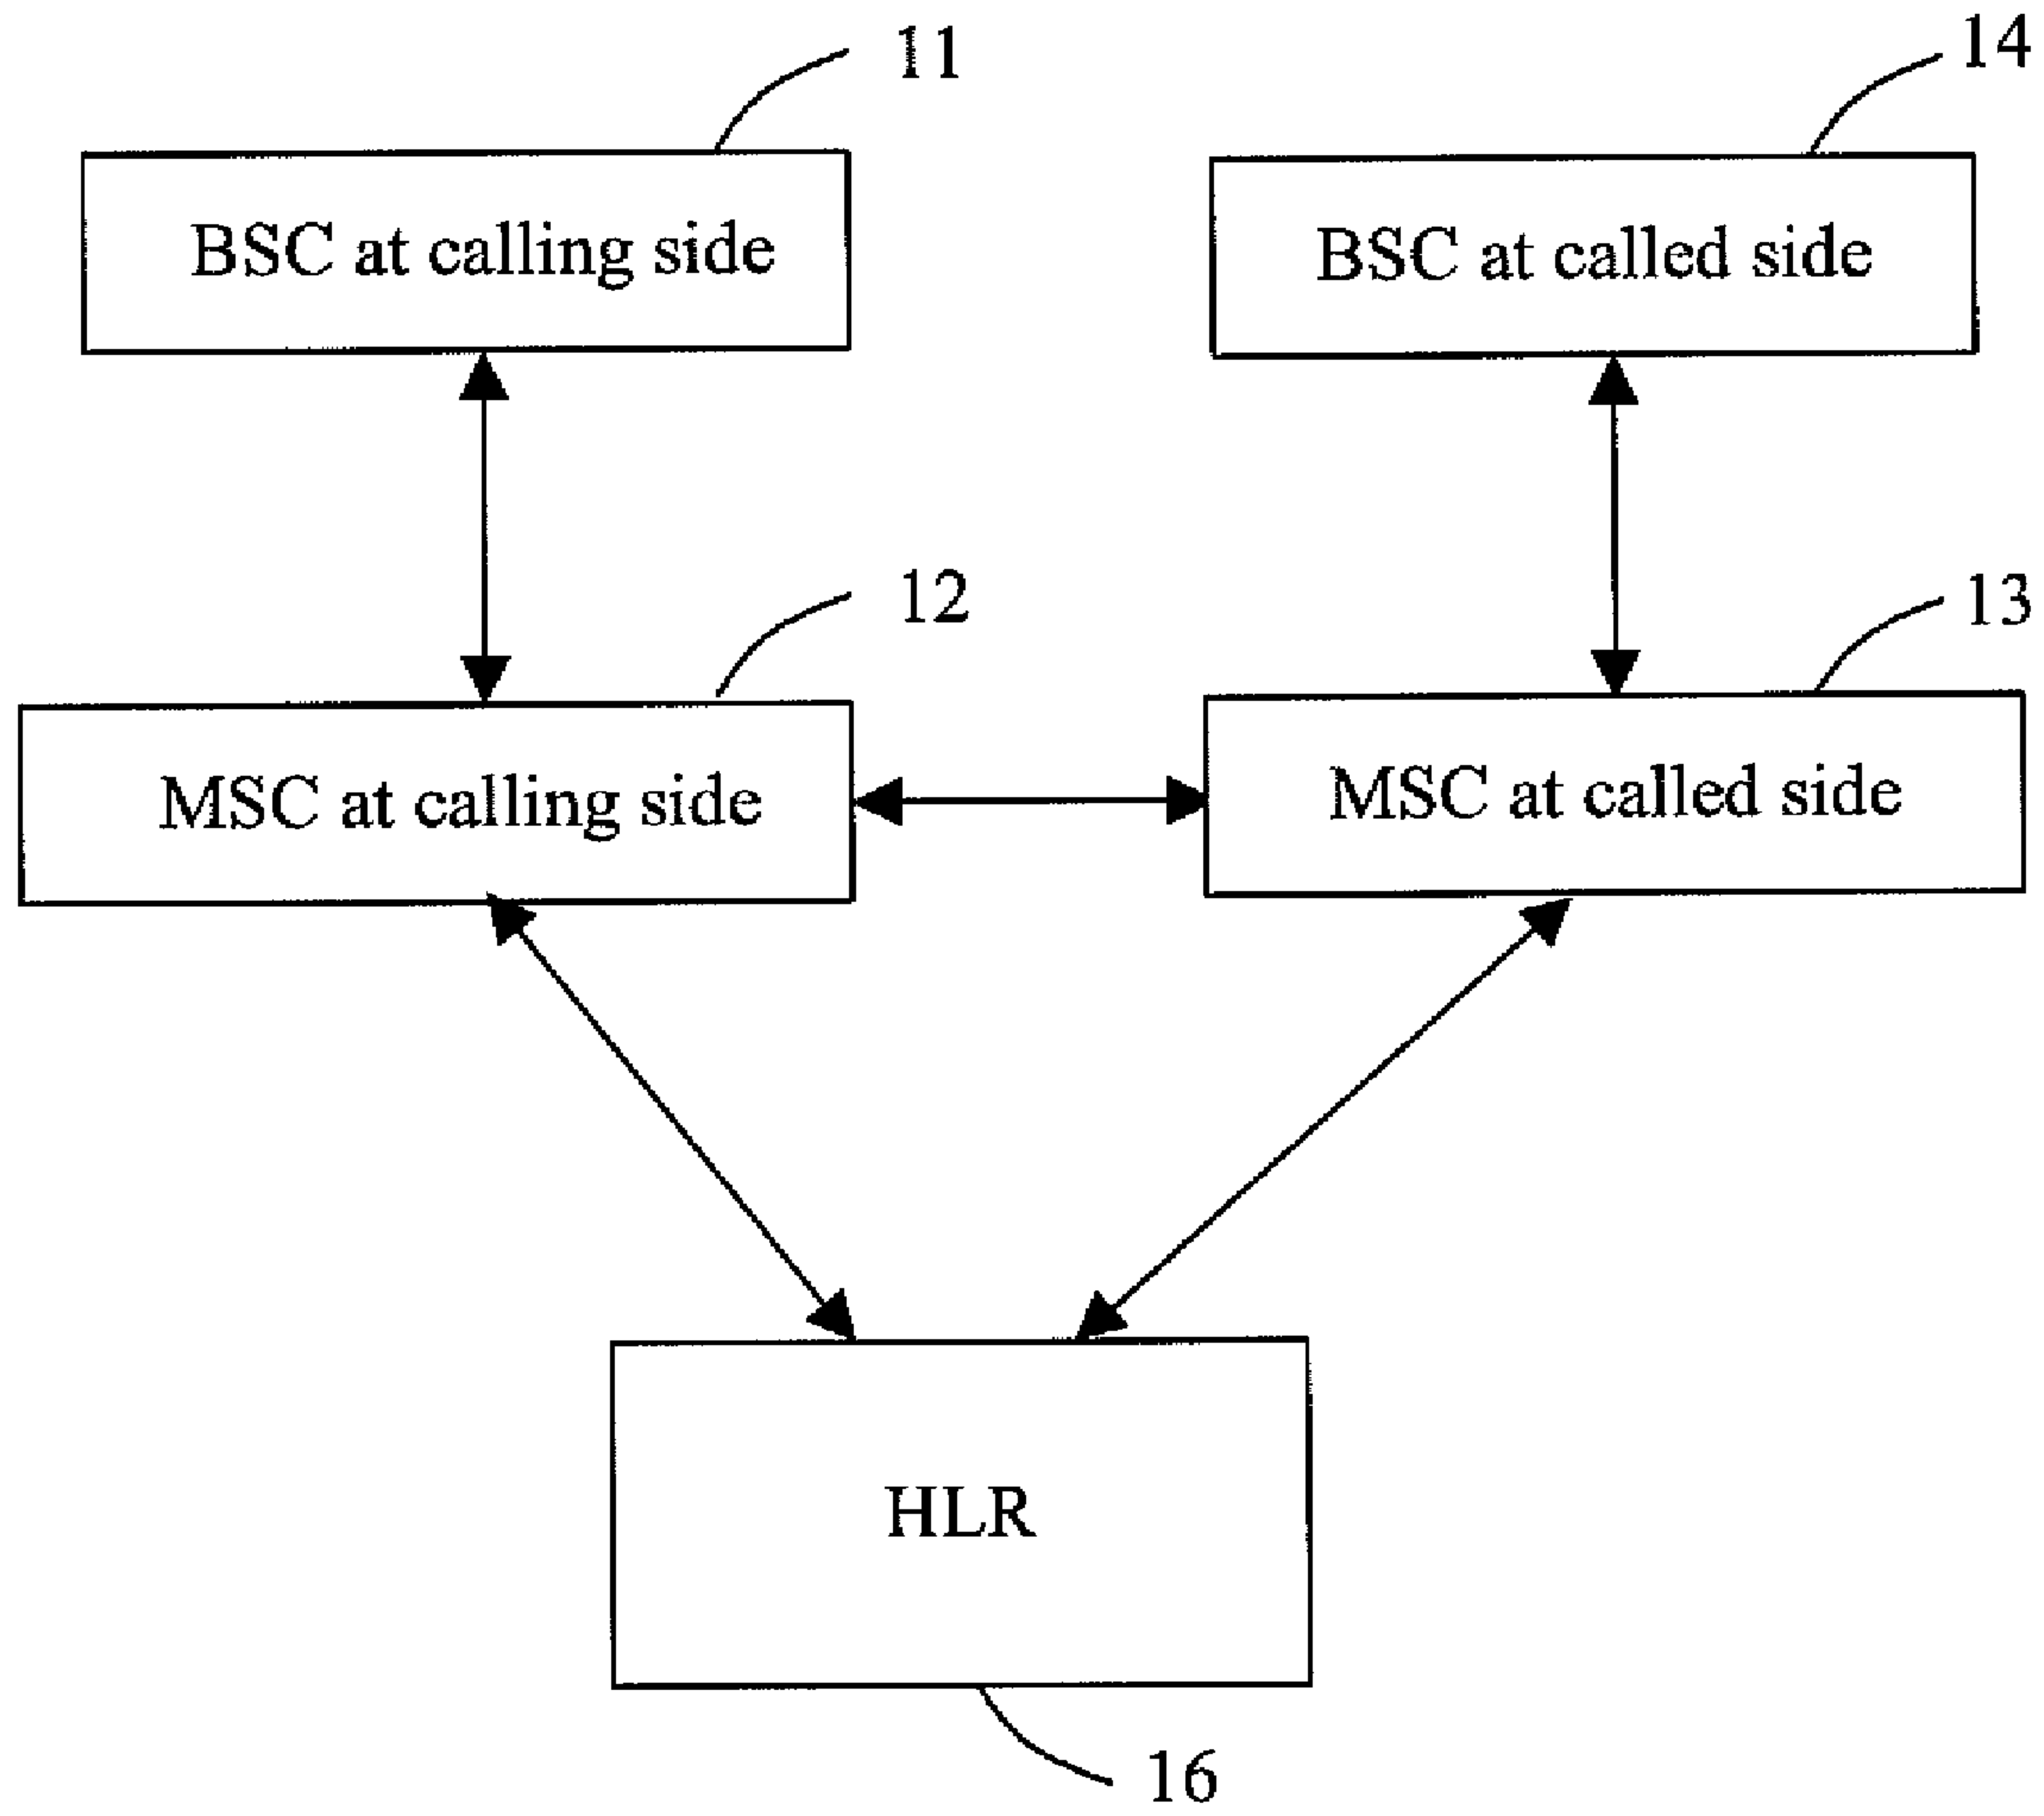 11
14
BSC at calling side
BSC at called side
12
13
MSC at calling side
MSC at called side
HLR
16